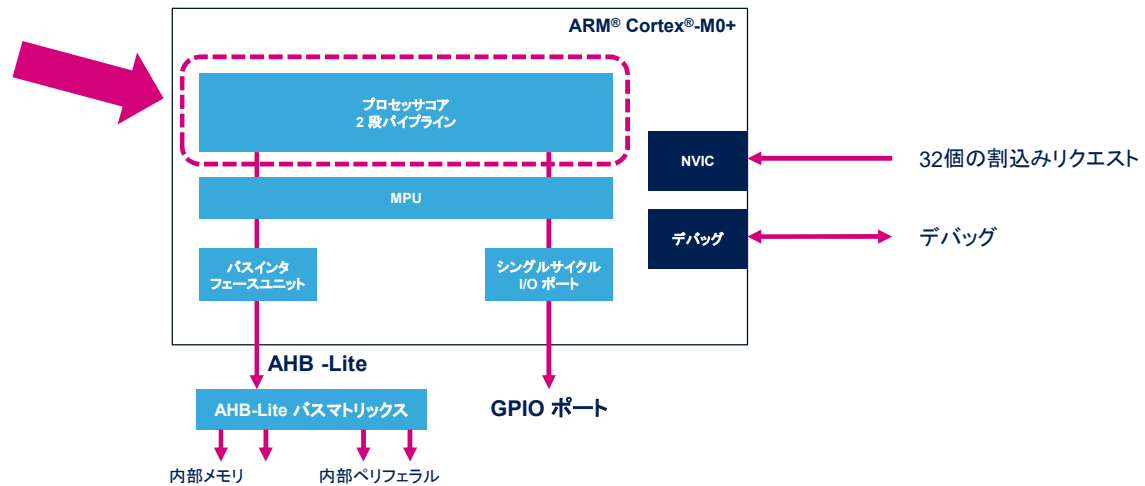 ARM® Cortex®-M0+
プロセッサコア
2 段パイプライン
NVIC
32個の割込みリクエスト
MPU
デバッグ
デバッグ
バスインタ
フェースユニット
シングルサイクル
I/O ポート
AHB -Lite
AHB-Lite バスマトリックス
GPIO ポート
内部メモリ
内部ペリフェラル